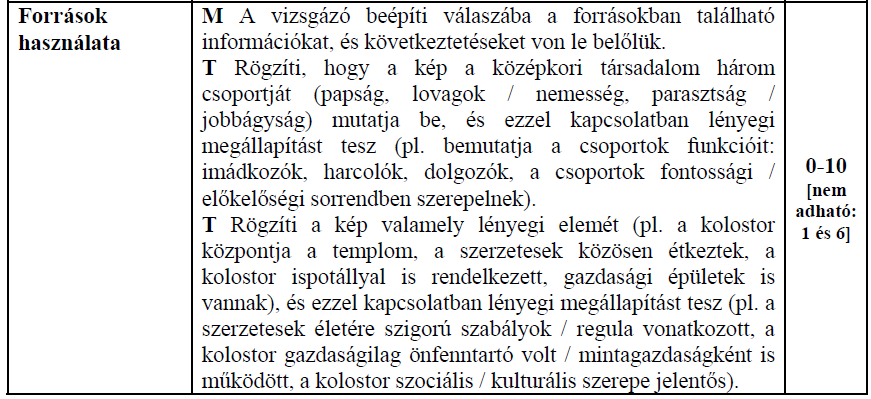 Források
használata
M A vizsgázó beépíti válaszába a forrásokban található
információkat, és következtetéseket von le belőlük.
T Rögzíti, hogy a kép a középkori társadalom három
csoportját (papság, lovagok / nemesség, parasztság /
jobbágyság) mutatja be, és ezzel kapcsolatban lényegi
megállapítást tesz (pl. bemutatja a csoportok funkcióit:
imádkozók, harcolók, dolgozók, a csoportok fontossági /
előkelőségi sorrendben szerepelnek).
T Rögzíti a kép valamely lényegi elemét (pl. a kolostor
központja a templom, a szerzetesek közösen étkeztek, a
kolostor ispotállyal is rendelkezett, gazdasági épületek is
vannak), és ezzel kapcsolatban lényegi megállapítást tesz (pl. a
szerzetesek életére szigorú szabályok / regula vonatkozott, a
kolostor gazdaságilag önfenntartó volt / mintagazdaságként is
működött, a kolostor szociális / kulturális szerepe jelentős).
0-10
[nem
adható:
1 és 6]